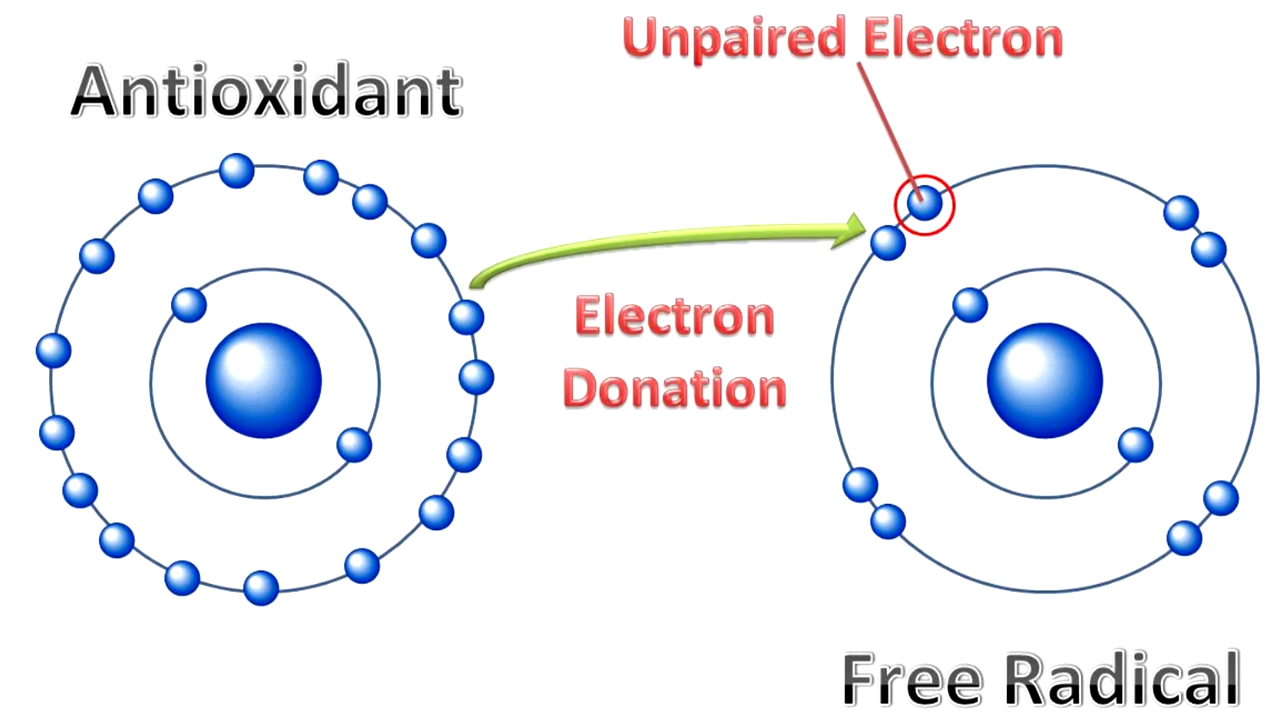 Unpaired Electron
Antioxidant
Electron
Donation
Free Radical